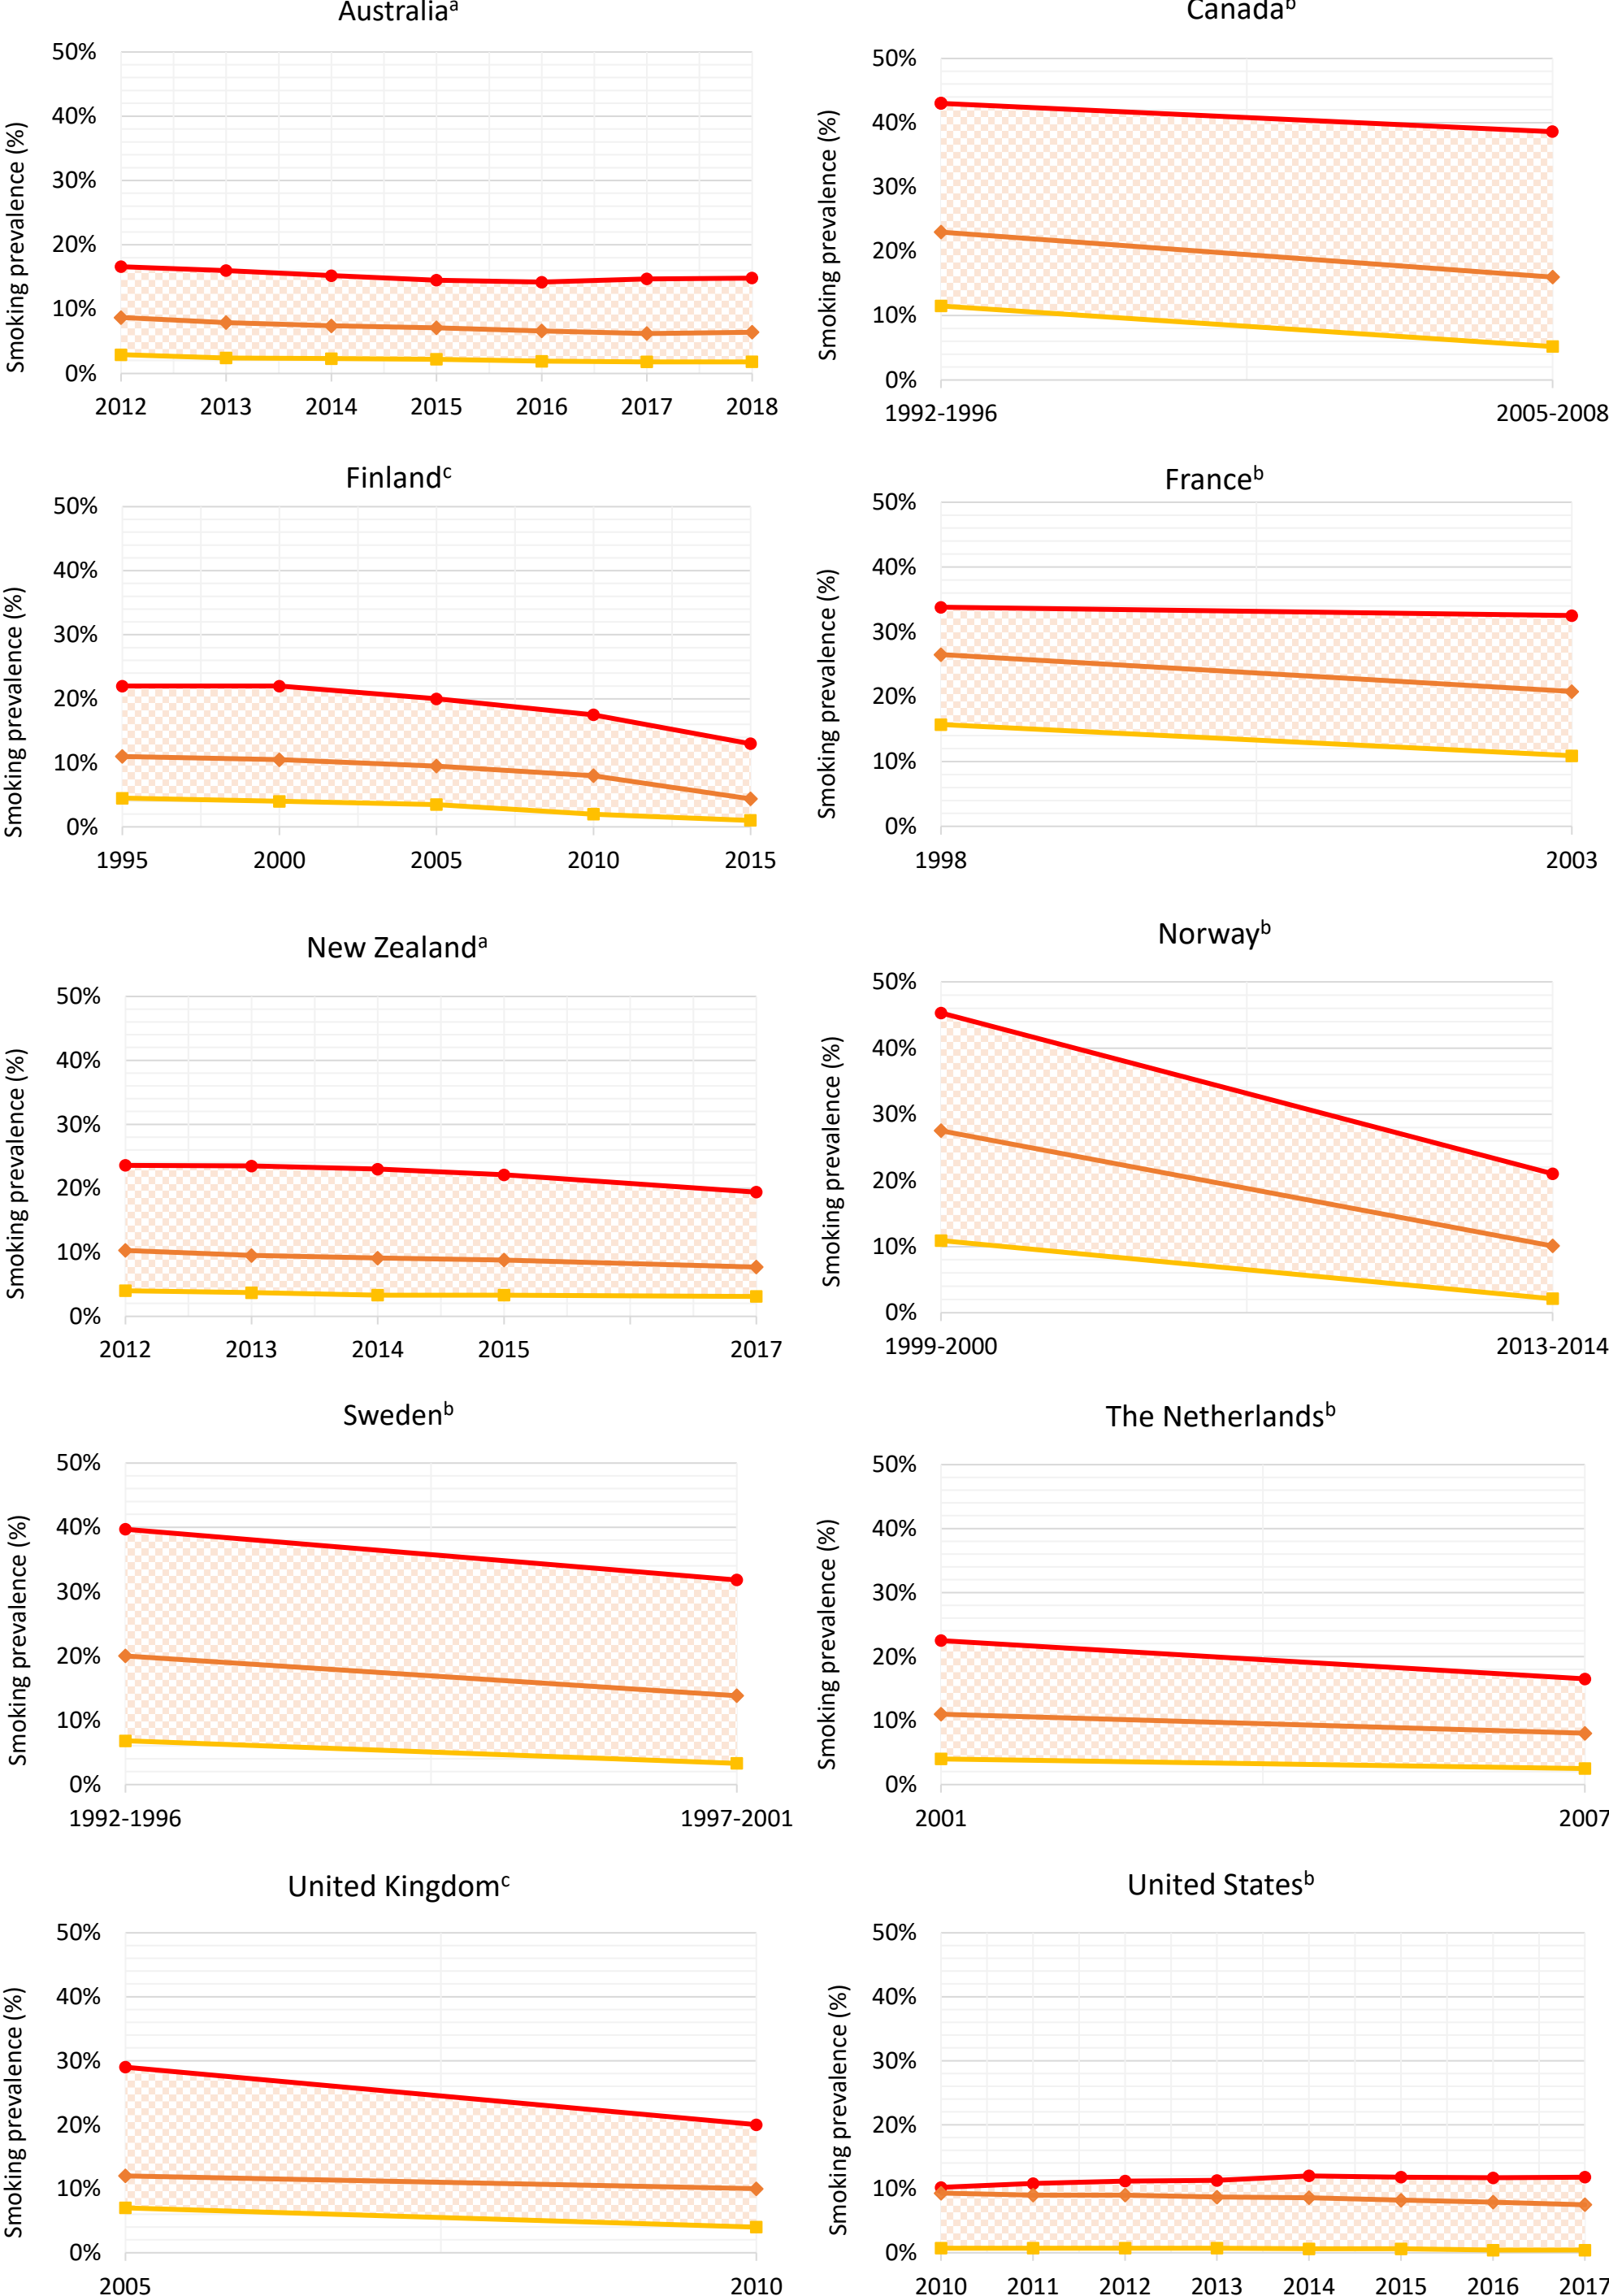 Australiaᵃ
Smoking prevalence (%)
50%
40%
30%
20%
10%
0%
2012 2013 2014 2015 2016 2017 2018
Canadaᵇ
Smoking prevalence (%)
50%
40%
30%
20%
10%
0%
1992-1996 2005-2008
Finlandᶜ
Smoking prevalence (%)
50%
40%
30%
20%
10%
0%
1995 2000 2005 2010 2015
Franceᵇ
Smoking prevalence (%)
50%
40%
30%
20%
10%
0%
1998 2003
New Zealandᵃ
Smoking prevalence (%)
50%
40%
30%
20%
10%
0%
2012 2013 2014 2015 2017
Norwayᵇ
Smoking prevalence (%)
50%
40%
30%
20%
10%
0%
1999-2000 2013-2014
Swedenᵇ
Smoking prevalence (%)
50%
40%
30%
20%
10%
0%
1992-1996 1997-2001
The Netherlandsᵇ
Smoking prevalence (%)
50%
40%
30%
20%
10%
0%
2001 2007
United Kingdomᶜ
Smoking prevalence (%)
50%
40%
30%
20%
10%
0%
2005 2010
United Statesᵇ
Smoking prevalence (%)
50%
40%
30%
20%
10%
0%
2010 2011 2012 2013 2014 2015 2016 2017